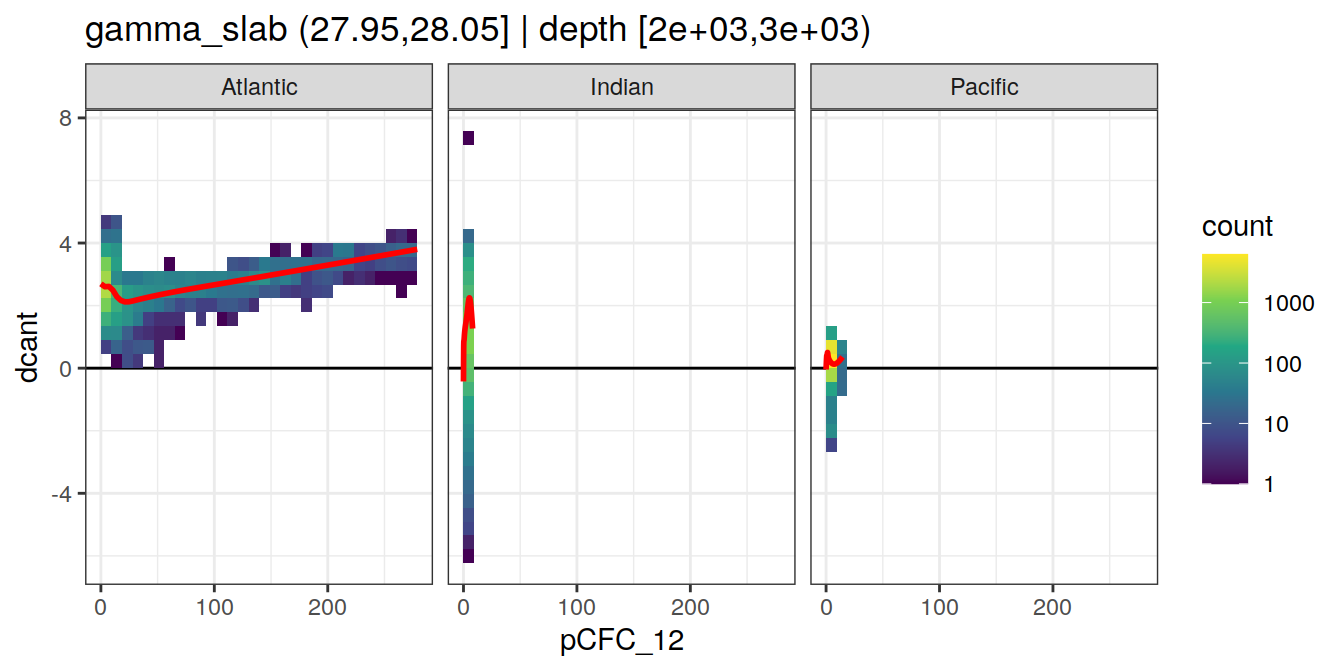 gamma_slab (27.95,28.05] | depth [2e+03,3e+03)
Atlantic
Indian
Pacific
dcant
8
4
0
-4
0 100 200
0 100 200
0 100 200
pCFC_12
count
1000
100
10
1